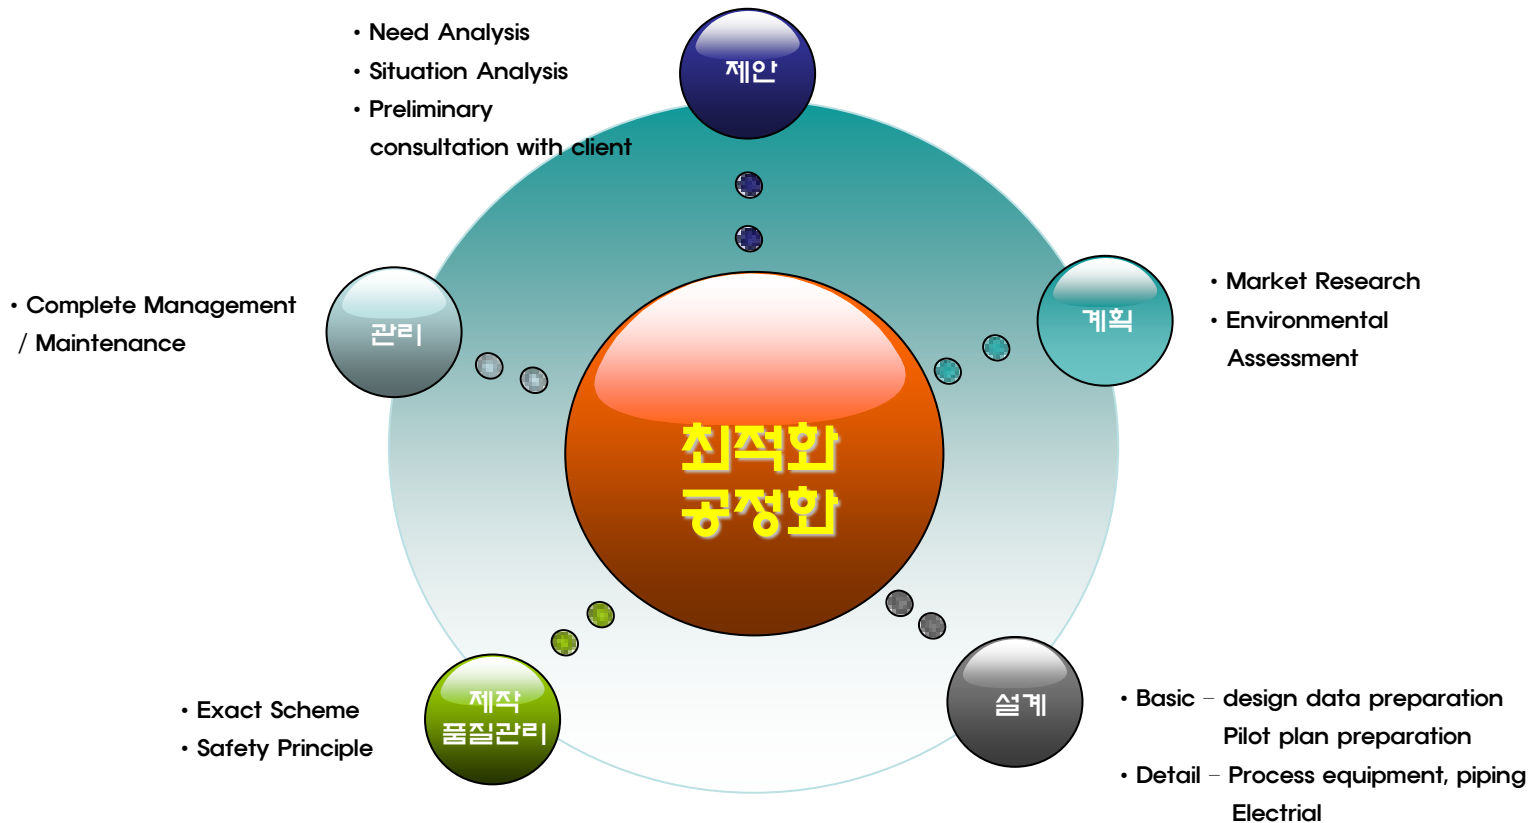 • Need Analysis
• Situation Analysis
• Preliminary
consultation with client
제안
• Market Research
• Environmental
Assessment
계획
• Complete Management
/ Maintenance
관리
최적화
공정화
• Exact Scheme
• Safety Principle
제작
품질관리
설계
• Basic – design data preparation
Pilot plan preparation
• Detail – Process equipment, piping
Electrial